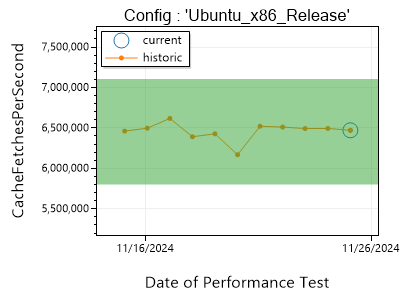 Config : 'Ubuntu_x86_Release'
current
historic
CacheFetchesPerSecond
7,500,000
7,000,000
6,500,000
6,000,000
5,500,000
11/16/2024
11/26/2024
Date of Performance Test